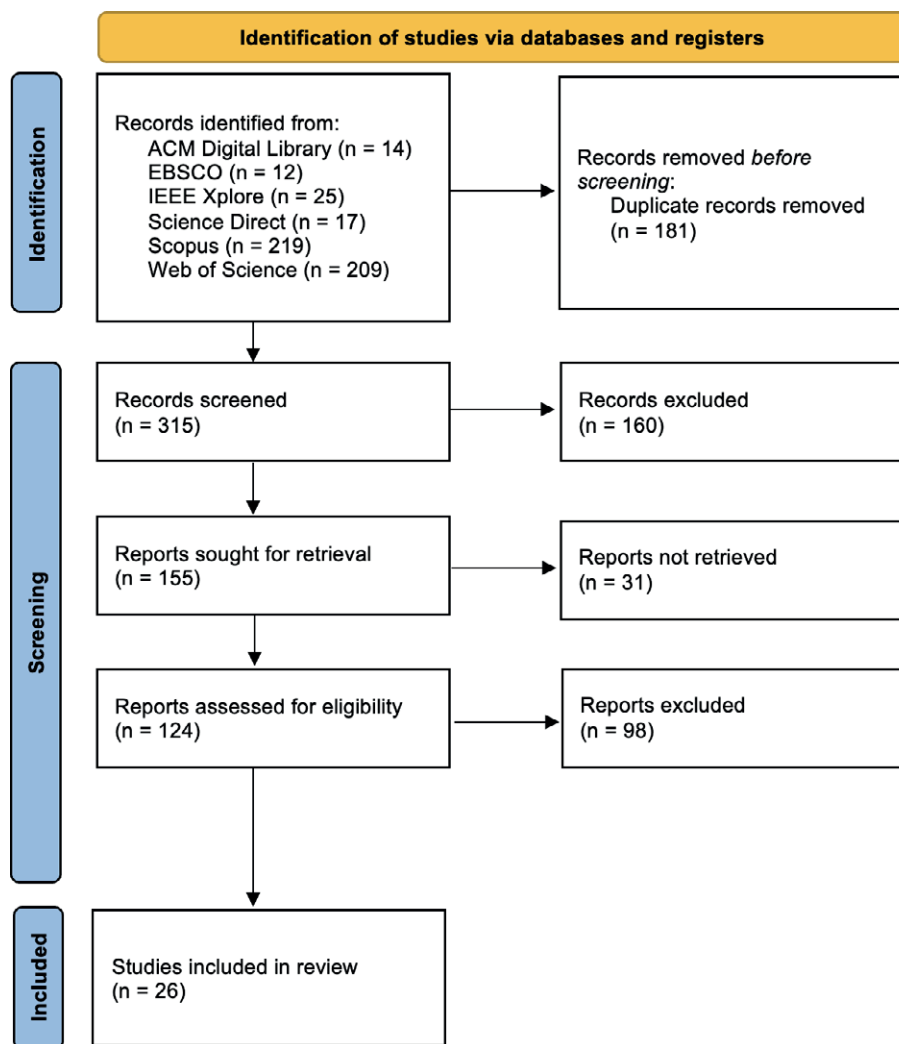 Identification of studies via databases and registers
Identification
Records identified from:
ACM Digital Library (n = 14)
EBSCO (n = 12)
IEEE Xplore (n = 25)
Science Direct (n = 17)
Scopus (n = 219)
Web of Science (n = 209)
Records removed before
screening:
Duplicate records removed
(n = 181)
Screening
Records screened
(n = 315)
Records excluded
(n = 160)
Reports sought for retrieval
(n = 155)
Reports not retrieved
(n = 31)
Reports assessed for eligibility
(n = 124)
Reports excluded
(n = 98)
Included
Studies included in review
(n = 26)